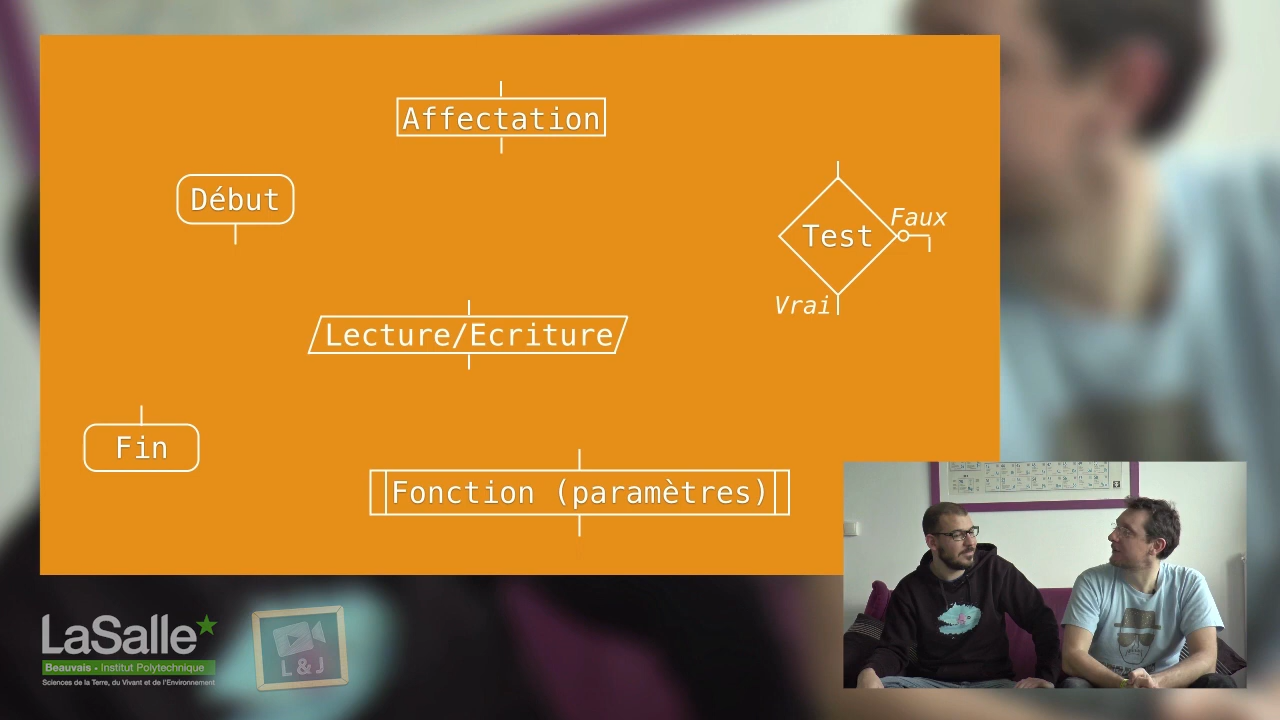 Affectation
Début
Faux
Test
Vrai
Lecture/Ecriture
Fin
Fonction (paramètres)
LaSalle
Beauvais • Institut Polytechnique
Sciences de la Terre, du Vivant et de l'Environnement
L & J